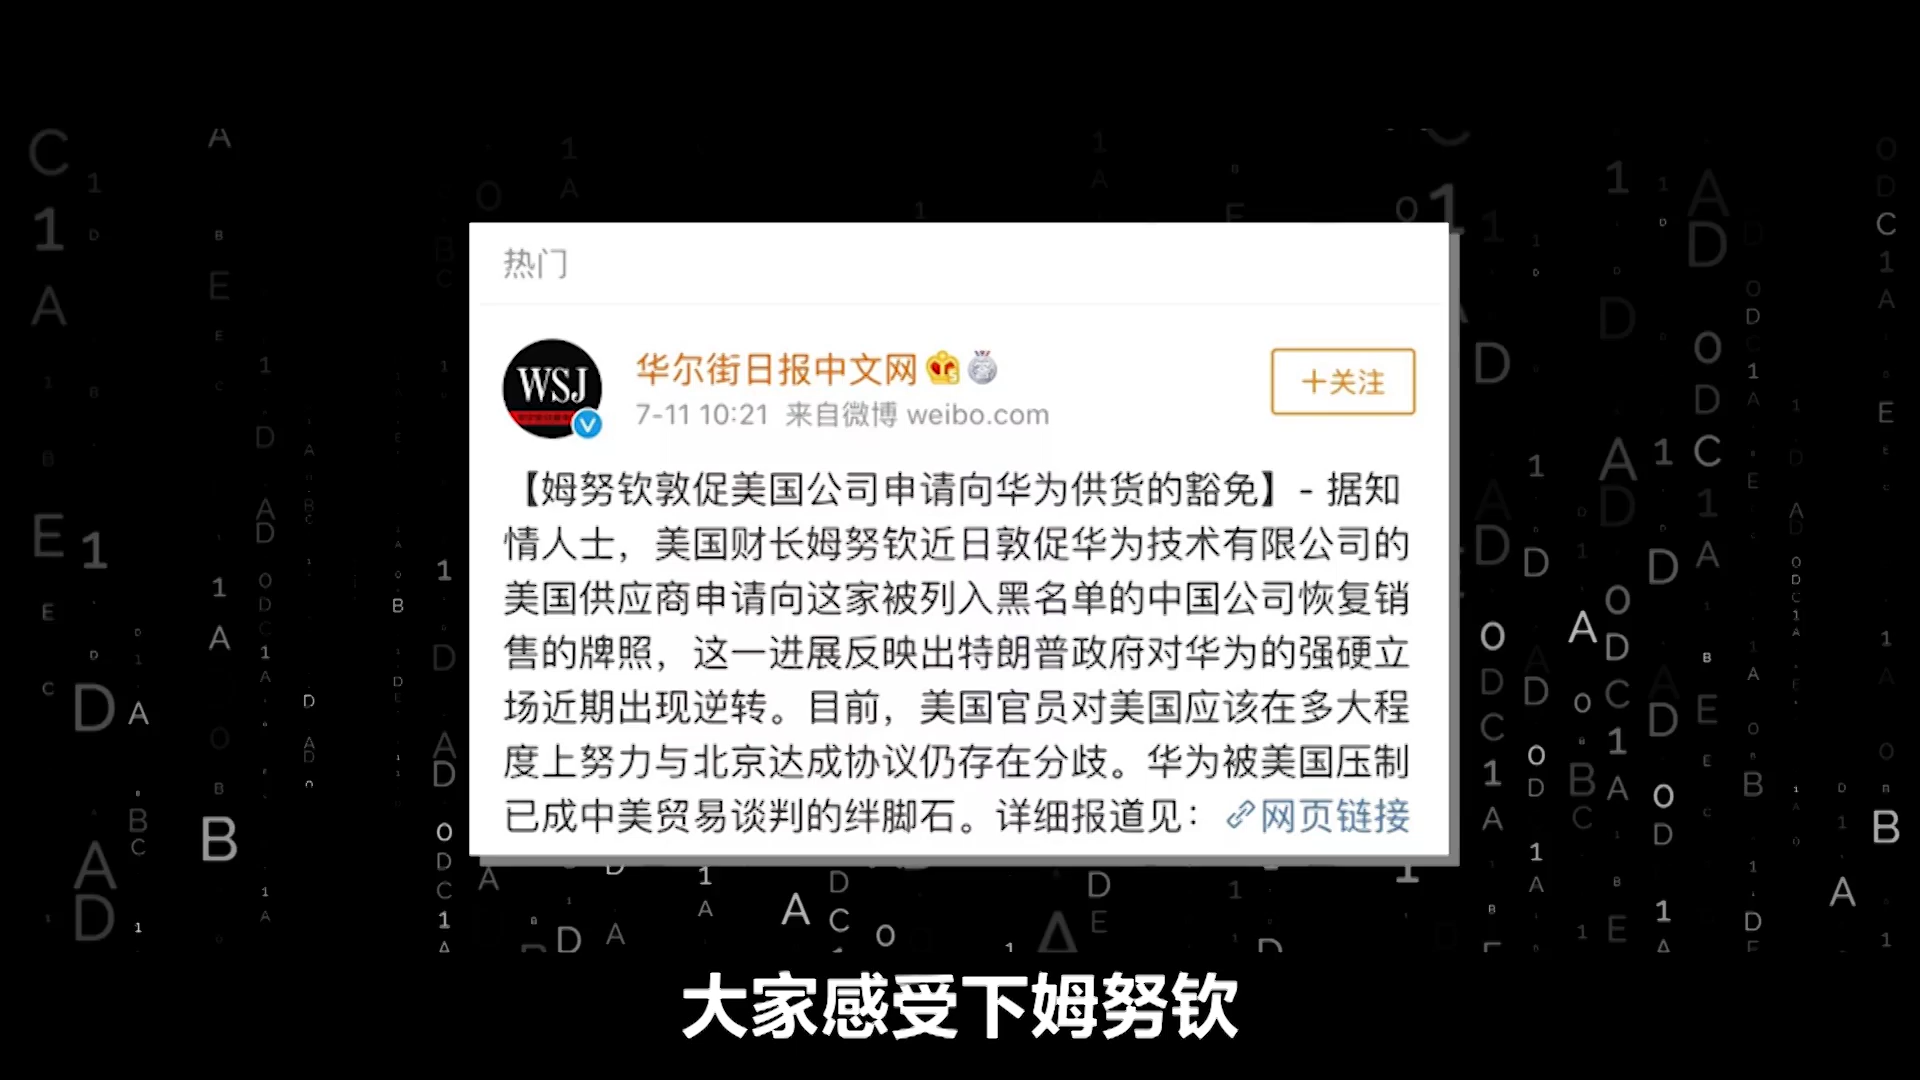 热门
WSJ
华尔街日报中文网
+关注
7-11 10:21 来自微博 weibo.com
【姆努钦敦促美国公司申请向华为供货的豁免】- 据知
情人士，美国财长姆努钦近日敦促华为技术有限公司的
美国供应商申请向这家被列入黑名单的中国公司恢复销
售的牌照，这一进展反映出特朗普政府对华为的强硬立
场近期出现逆转。目前，美国官员对美国应该在多大程
度上努力与北京达成协议仍存在分歧。华为被美国压制
已成中美贸易谈判的绊脚石。详细报道见：网页链接
大家感受下姆努钦